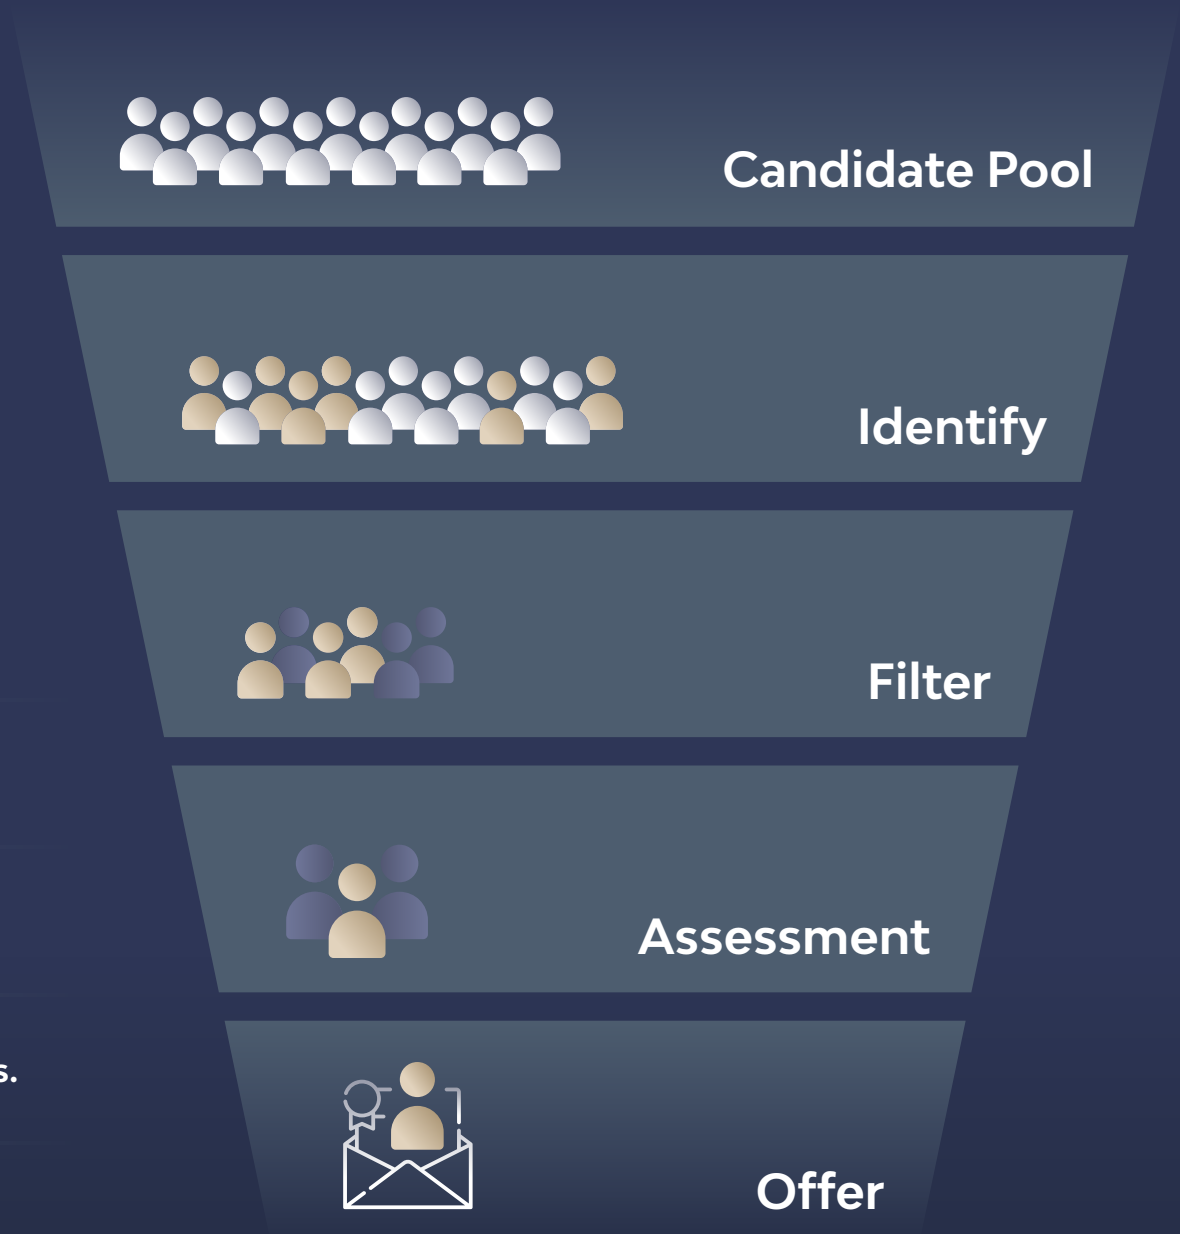 Candidate Pool
Identify
Filter
Assessment
s.
Offer